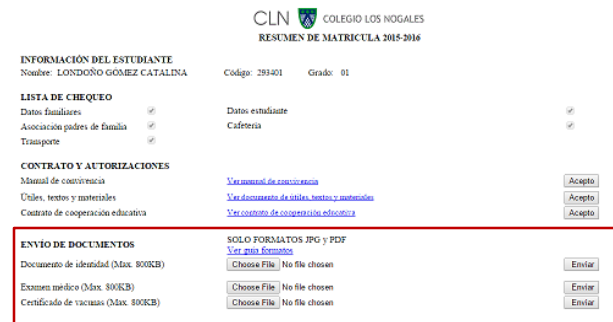 CLN COLEGIO LOS NOGALES
RESUMEN DE MATRICULA 2015-2016
INFORMACIÓN DEL ESTUDIANTE
Nombre: LONDOÑO GOMEZ CATALINA Código: 293401 Grado: 01
LISTA DE CHEQUEO
Datos familiares Datos estudiante
Asociación padres de familia Cafeteria
Transporte
CONTRATO Y AUTORIZACIONES
Manual de convivencia Ver manual de convivencia Acepto
Útiles, textos y materiales Ver documento de útiles, textos y materiales Acepto
Contrato de cooperación educativa Ver contrato de cooperación educativa Acepto
ENVÍO DE DOCUMENTOS SOLO FORMATOS JPG y PDF
Ver guia formatos
Documento de identidad (Max. 800KB) Choose File No file chosen Enviar
Examen médico (Max. 800KB) Choose File No file chosen Enviar
Certificado de vacunas (Max. 800KB) Choose File No file chosen Enviar